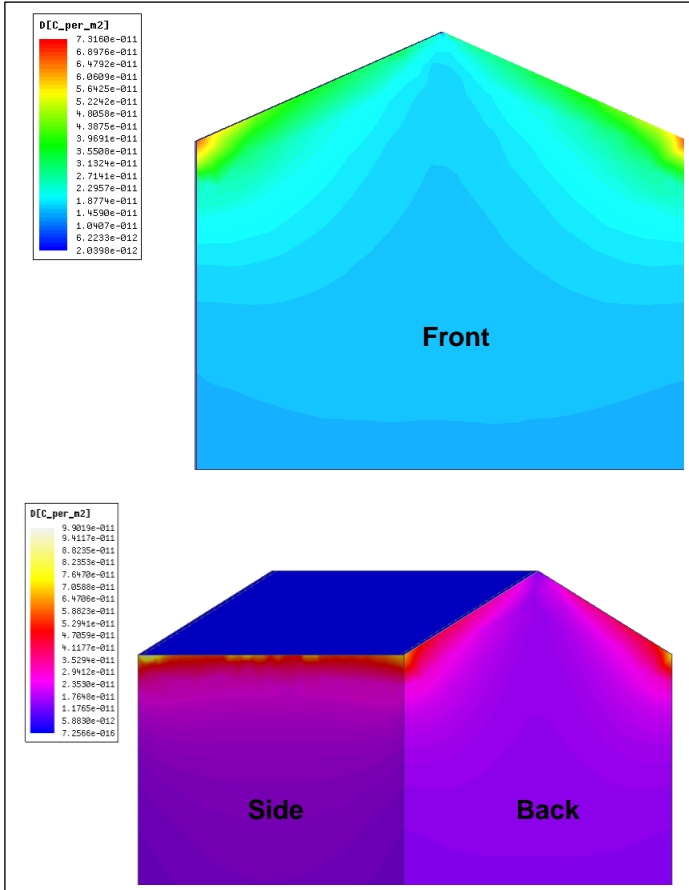 D[C_per_m2]
7.3160e-011
6.8976e-011
6.4792e-011
6.0609e-011
5.6425e-011
5.2242e-011
4.8058e-011
4.3875e-011
3.9691e-011
3.5508e-011
3.1324e-011
2.7141e-011
2.2957e-011
1.8774e-011
1.4590e-011
1.0407e-011
6.2233e-012
2.0398e-012
Front
D[C_per_m2]
9.9019e-011
9.4117e-011
8.8235e-011
8.2353e-011
7.6470e-011
7.0588e-011
6.4706e-011
5.8823e-011
5.2941e-011
4.7059e-011
4.1177e-011
3.5294e-011
2.9412e-011
2.3530e-011
1.7648e-011
1.1765e-011
5.8830e-012
7.2566e-016
Side Back